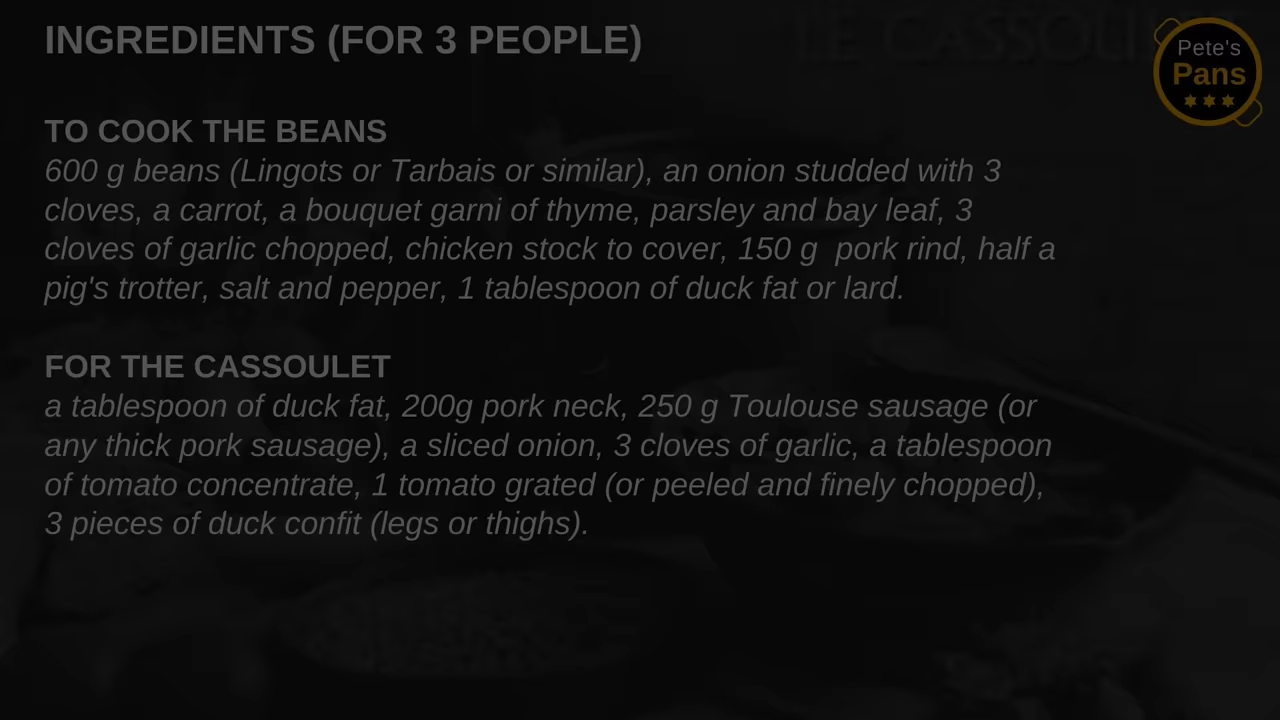 LE CASSOULET
INGREDIENTS (FOR 3 PEOPLE)
Pete's
Pans
TO COOK THE BEANS
600 g beans (Lingots or Tarbais or similar), an onion studded with 3
cloves, a carrot, a bouquet garni of thyme, parsley and bay leaf, 3
cloves of garlic chopped, chicken stock to cover, 150 g  pork rind, half a
pig's trotter, salt and pepper, 1 tablespoon of duck fat or lard.
FOR THE CASSOULET
a tablespoon of duck fat, 200g pork neck, 250 g Toulouse sausage (or
any thick pork sausage), a sliced onion, 3 cloves of garlic, a tablespoon
of tomato concentrate, 1 tomato grated (or peeled and finely chopped),
3 pieces of duck confit (legs or thighs).